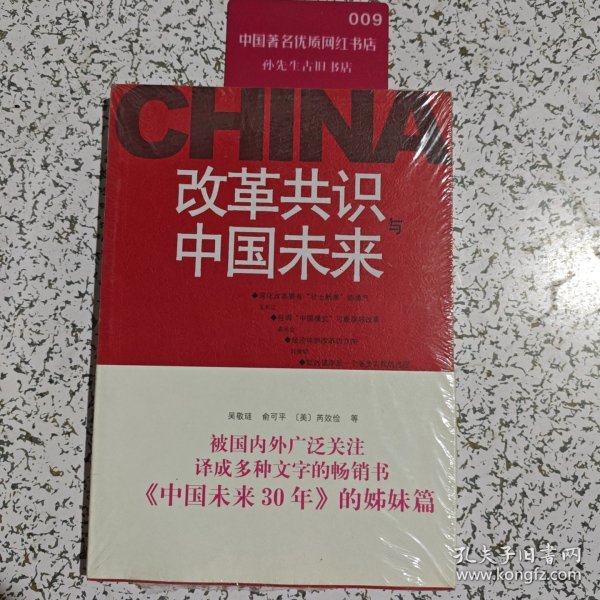 009
中国著名优质网红书店
孙先生古旧书店
CHINA
改革共识
与
中国未来
吴敬琏 俞可平 〔美〕芮效俭 等
被国内外广泛关注
译成多种文字的畅销书
《中国未来30年》的姊妹篇
孔夫子旧书网
www.kongfz.com